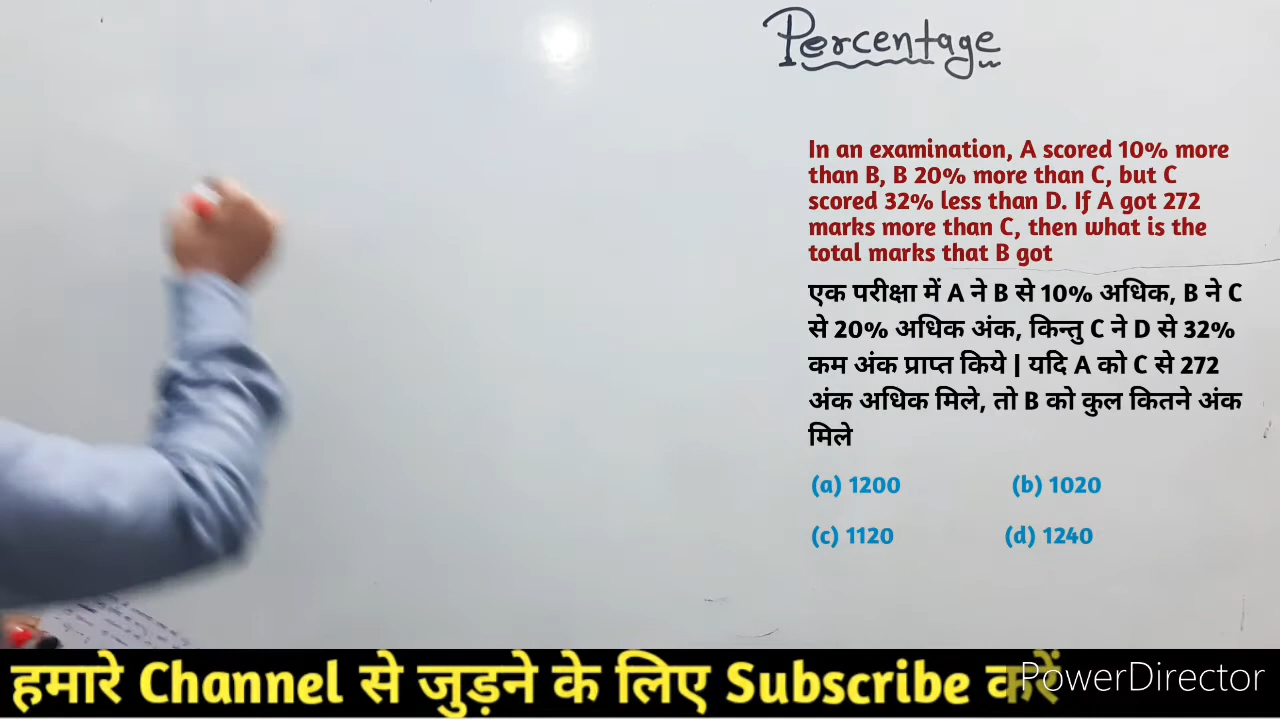 Percentage
In an examination, A scored 10% more
than B, B 20% more than C, but C
scored 32% less than D. If A got 272
marks more than C, then what is the
total marks that B got
एक परीक्षा में A ने B से 10% अधिक, B ने C
से 20% अधिक अंक, किन्तु C ने D से 32%
कम अंक प्राप्त किये | यदि A को C से 272
अंक अधिक मिले, तो B को कुल कितने अंक
मिले
(a) 1200 (b) 1020
(c) 1120 (d) 1240
हमारे Channel से जुड़ने के लिए Subscribe करें
PowerDirector